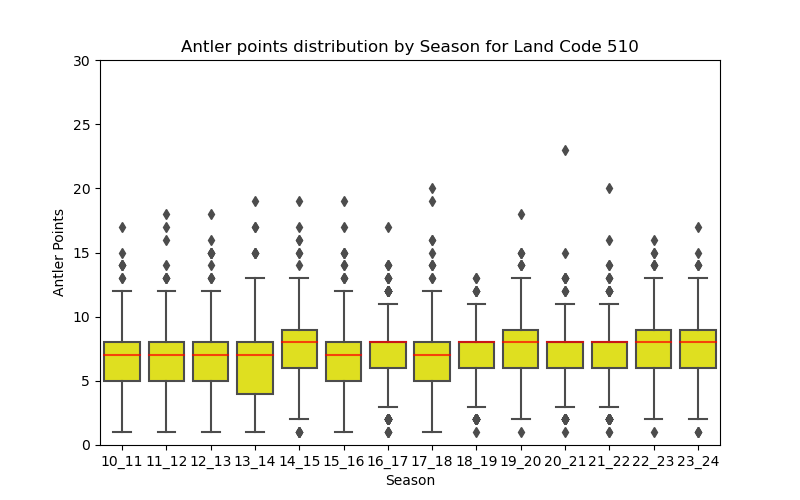 Antler points distribution by Season for Land Code 510
30
25
20
15
10
5
0
Antler Points
10_11 11_12 12_13 13_14 14_15 15_16 16_17 17_18 18_19 19_20 20_21 21_22 22_23 23_24
Season